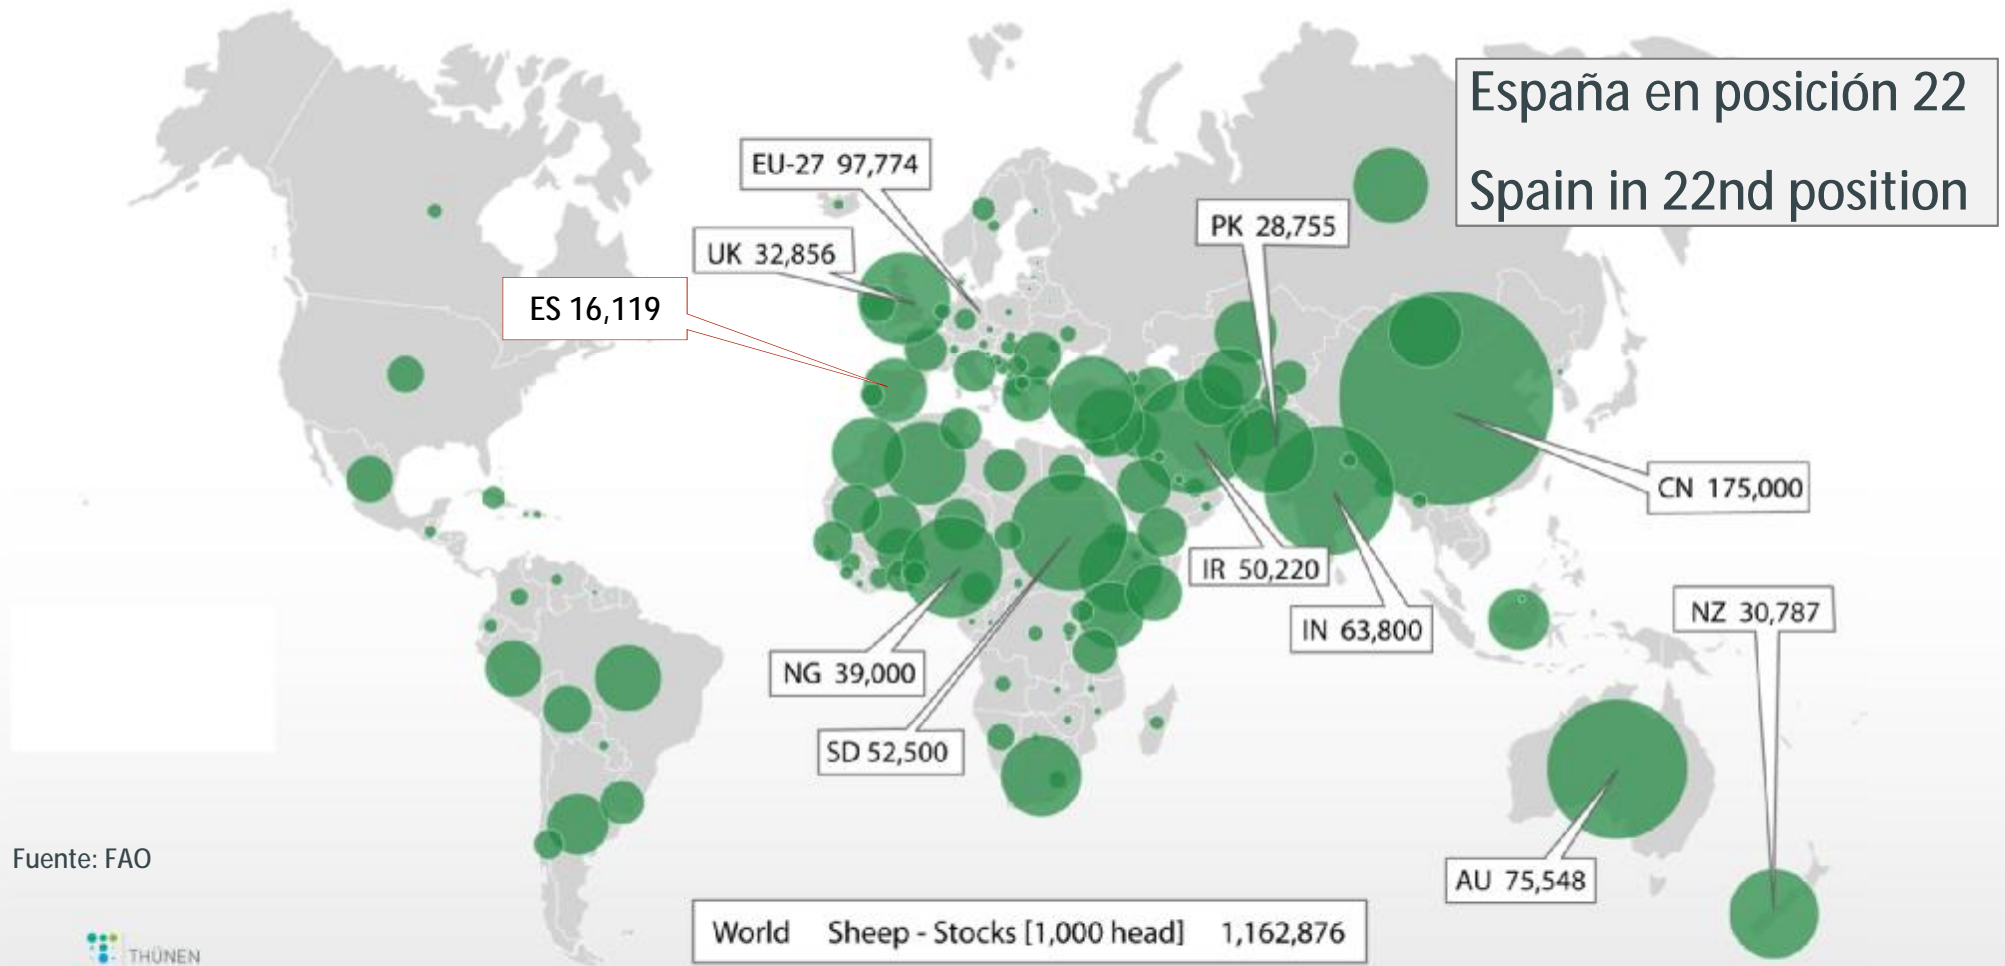 España en posición 22
Spain in 22nd position
EU-27 97,774
UK 32,856
PK 28,755
ES 16,119
CN 175,000
IR 50,220
IN 63,800
NZ 30,787
NG 39,000
SD 52,500
AU 75,548
Fuente: FAO
World Sheep - Stocks [1,000 head] 1,162,876
THÜNEN